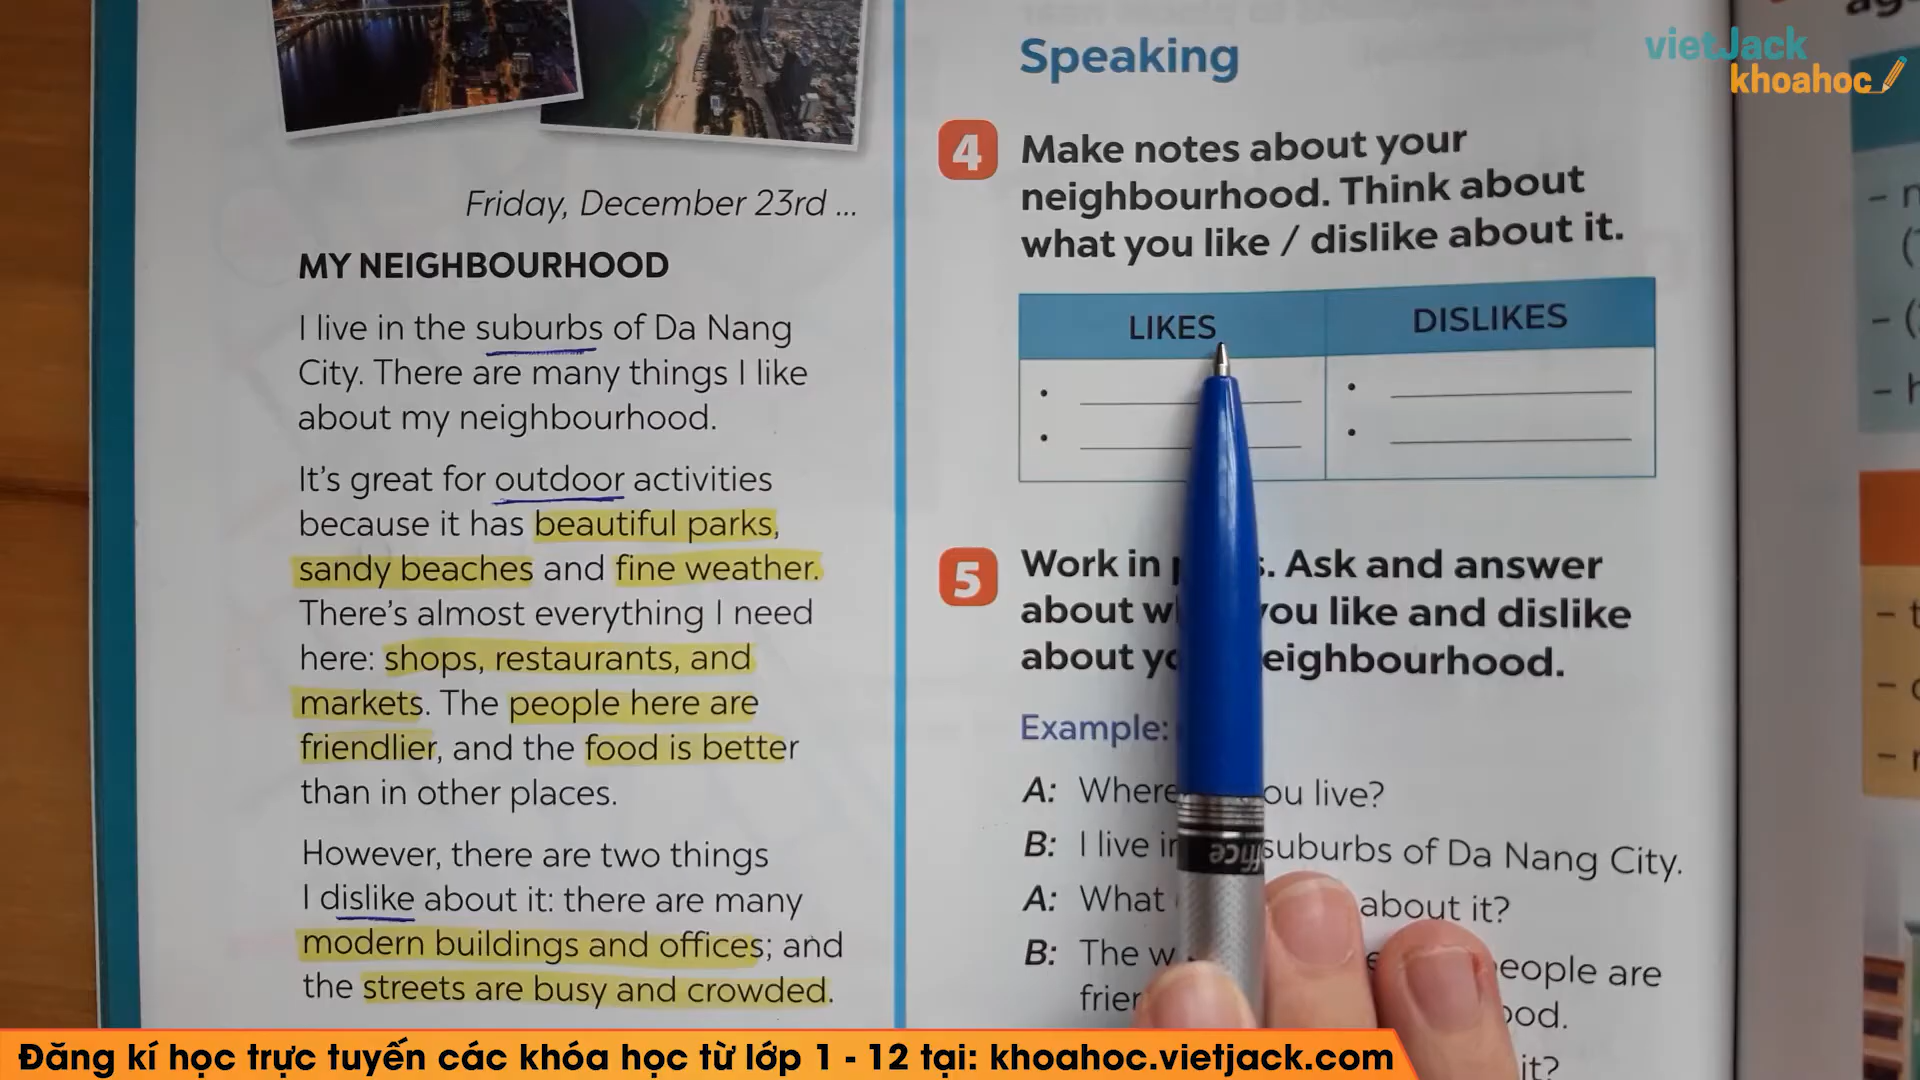 vietJack
khoahoc
Friday, December 23rd ...
MY NEIGHBOURHOOD
I live in the suburbs of Da Nang
City. There are many things I like
about my neighbourhood.
It's great for outdoor activities
because it has beautiful parks,
sandy beaches and fine weather.
There's almost everything I need
here: shops, restaurants, and
markets. The people here are
friendlier, and the food is better
than in other places.
However, there are two things
I dislike about it: there are many
modern buildings and offices; and
the streets are busy and crowded.
Speaking
4 Make notes about your
neighbourhood. Think about
what you like / dislike about it.
LIKES DISLIKES
5 Work in . Ask and answer
about you like and dislike
about neighbourhood.
Example:
A: Where you live?
B: I live suburbs of Da Nang City.
A: What about it?
B: The people are
it?
Đăng kí học trực tuyến các khóa học từ lớp 1 - 12 tại: khoahoc.vietjack.com